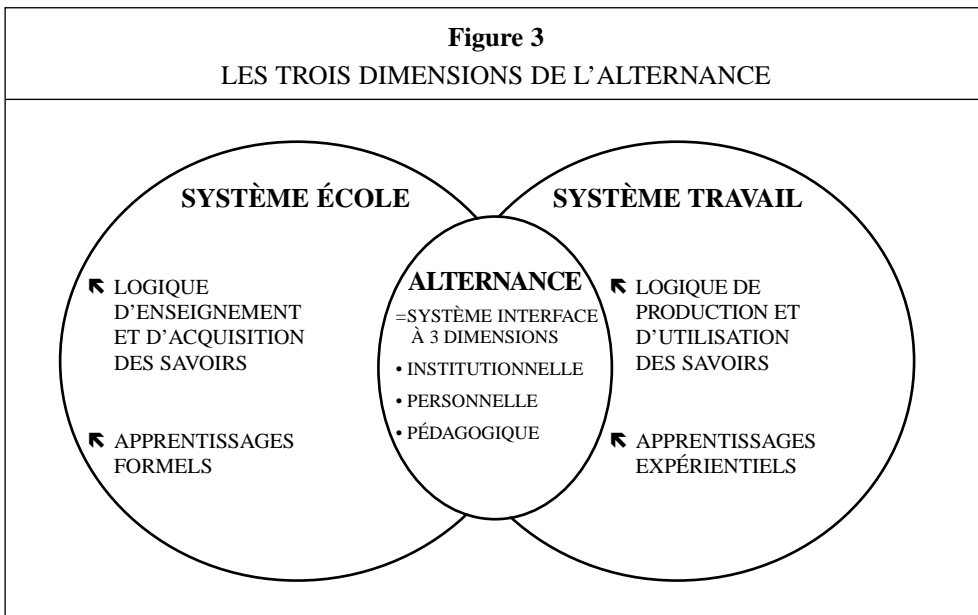 Figure 3
LES TROIS DIMENSIONS DE L'ALTERNANCE
SYSTÈME ÉCOLE
LOGIQUE
D'ENSEIGNEMENT
ET D'ACQUISITION
DES SAVOIRS
APPRENTISSAGES
FORMELS
ALTERNANCE
=SYSTÈME INTERFACE
À 3 DIMENSIONS
• INSTITUTIONNELLE
• PERSONNELLE
• PÉDAGOGIQUE
SYSTÈME TRAVAIL
LOGIQUE DE
PRODUCTION ET
D'UTILISATION
DES SAVOIRS
APPRENTISSAGES
EXPÉRIENTIELS